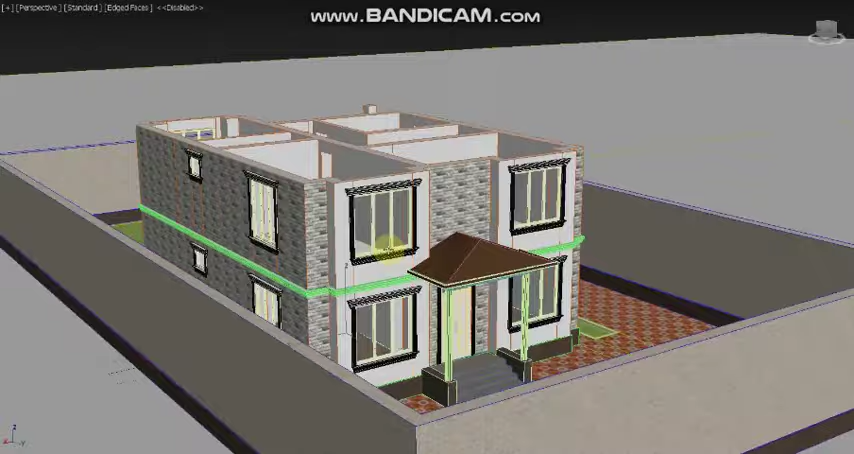 [+] [Perspective] [Standard] [Edged Faces] <<Disabled>>
www.BANDICAM.com